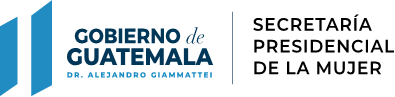 GOBIERNO de
GUATEMALA
DR. ALEJANDRO GIAMMATTEI
SECRETARÍA
PRESIDENCIAL
DE LA MUJER